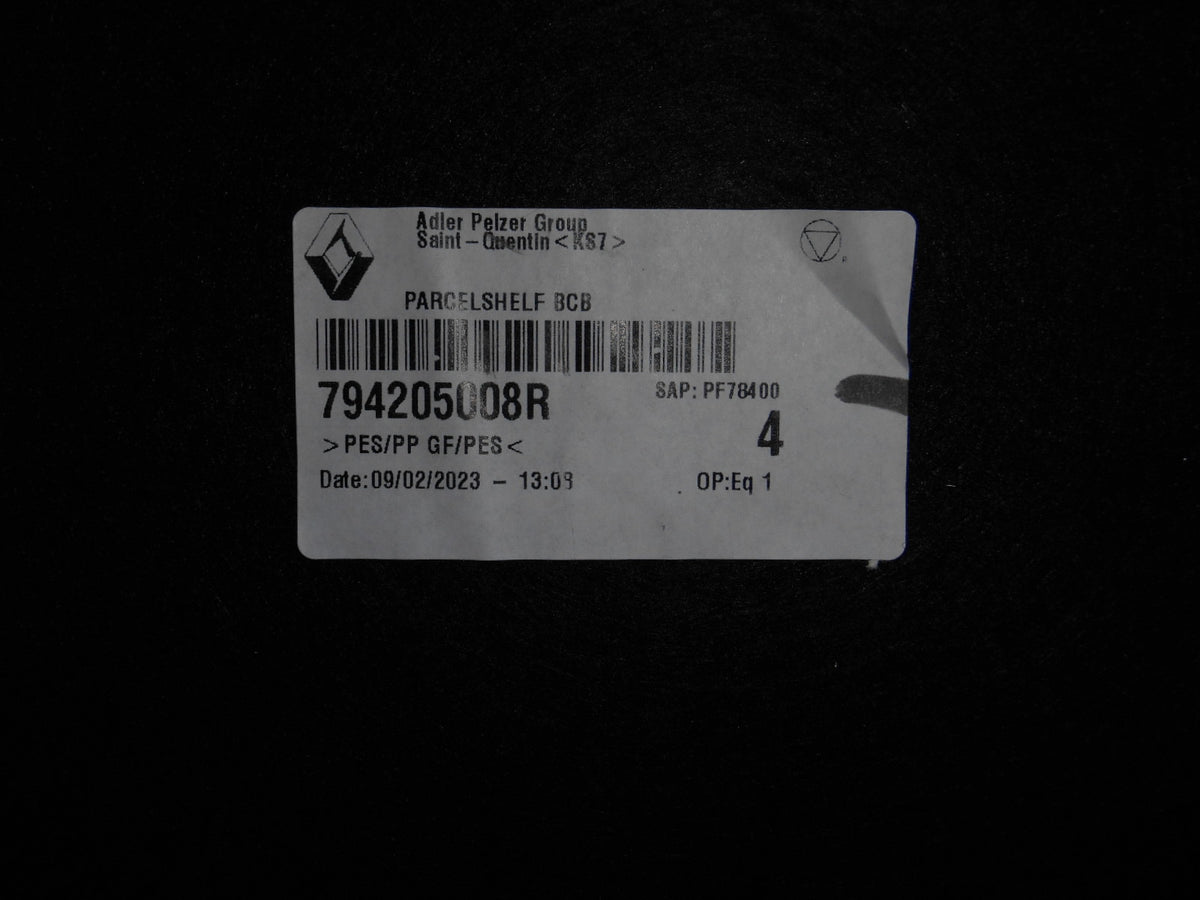 Adler Pelzer Group
Saint-Quentin <KS7>
PARCELSHELF BCB
794205008R
SAP: PF78400
>PES/PP GF/PES<
4
Date:09/02/2023 - 13:08
OP:Eq 1